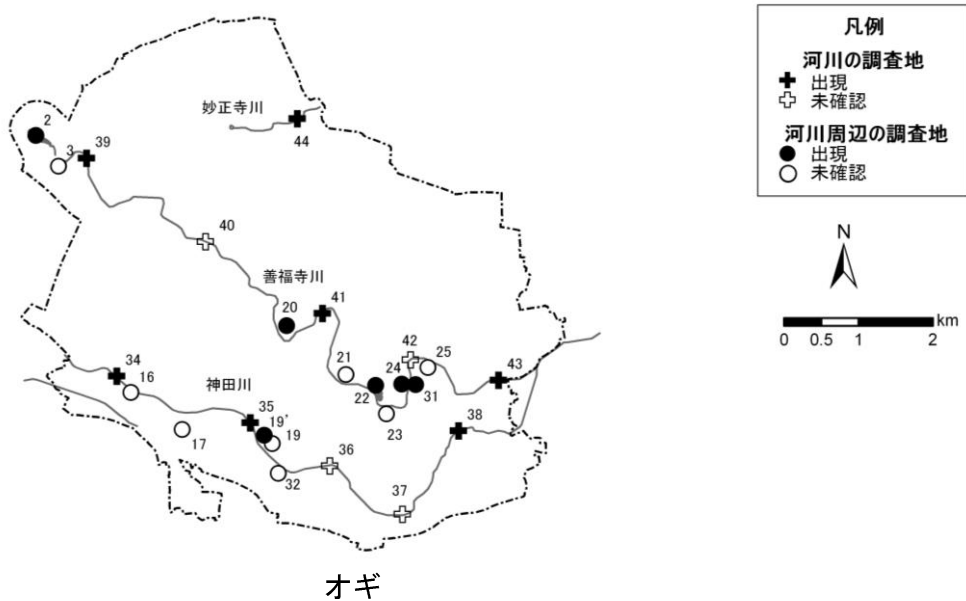 凡例
河川の調査地
出現
未確認
河川周辺の調査地
出現
未確認
N
0 0.5 1 2 km
妙正寺川
44
2
3
39
40
善福寺川
20
41
42
21
24
25
22
31
43
23
34
16
神田川
35
19'
19
17
32
36
38
37
オギ